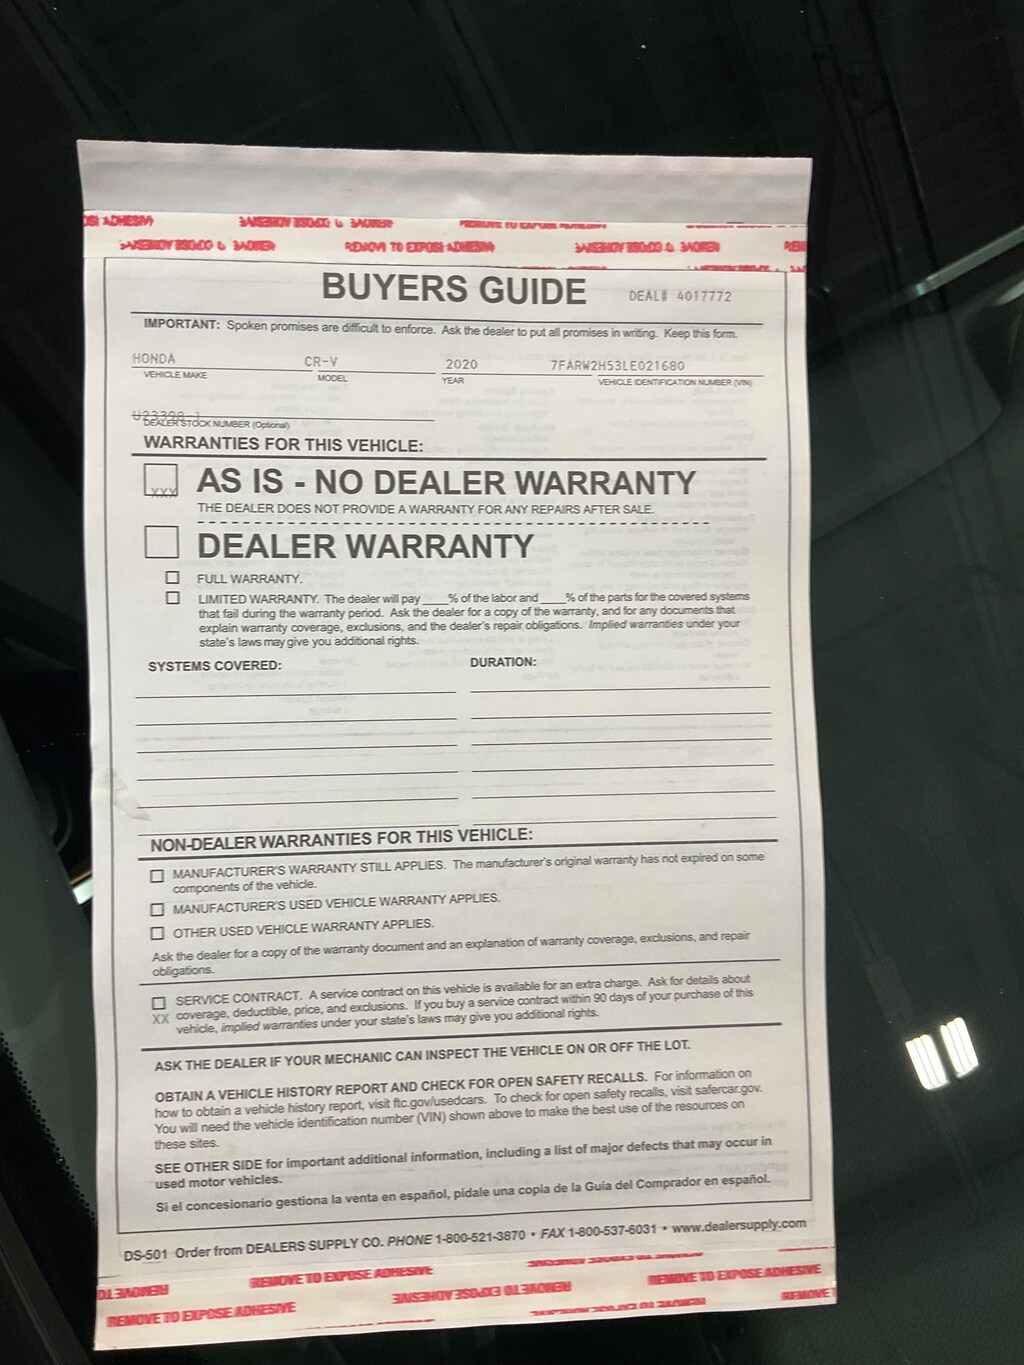 BUYERS GUIDE
DEAL# 4017772
IMPORTANT: Spoken promises are difficult to enforce. Ask the dealer to put all promises in writing. Keep this form.
HONDA CR-V 2020 7FARW2H53LE021680
VEHICLE MAKE MODEL YEAR VEHICLE IDENTIFICATION NUMBER (VIN)
U23398-1
DEALER STOCK NUMBER (Optional)
WARRANTIES FOR THIS VEHICLE:
XXX AS IS - NO DEALER WARRANTY
THE DEALER DOES NOT PROVIDE A WARRANTY FOR ANY REPAIRS AFTER SALE.
DEALER WARRANTY
FULL WARRANTY.
LIMITED WARRANTY. The dealer will pay ____% of the labor and ____% of the parts for the covered systems
that fail during the warranty period. Ask the dealer for a copy of the warranty, and for any documents that
explain warranty coverage, exclusions, and the dealer's repair obligations. Implied warranties under your
state's laws may give you additional rights.
SYSTEMS COVERED: DURATION:
NON-DEALER WARRANTIES FOR THIS VEHICLE:
MANUFACTURER'S WARRANTY STILL APPLIES. The manufacturer's original warranty has not expired on some
components of the vehicle.
MANUFACTURER'S USED VEHICLE WARRANTY APPLIES.
OTHER USED VEHICLE WARRANTY APPLIES.
Ask the dealer for a copy of the warranty document and an explanation of warranty coverage, exclusions, and repair
obligations.
SERVICE CONTRACT. A service contract on this vehicle is available for an extra charge. Ask for details about
XX coverage, deductible, price, and exclusions. If you buy a service contract within 90 days of your purchase of this
vehicle, implied warranties under your state's laws may give you additional rights.
ASK THE DEALER IF YOUR MECHANIC CAN INSPECT THE VEHICLE ON OR OFF THE LOT.
OBTAIN A VEHICLE HISTORY REPORT AND CHECK FOR OPEN SAFETY RECALLS. For information on
how to obtain a vehicle history report, visit ftc.gov/usedcars. To check for open safety recalls, visit safercar.gov.
You will need the vehicle identification number (VIN) shown above to make the best use of the resources on
these sites.
SEE OTHER SIDE for important additional information, including a list of major defects that may occur in
used motor vehicles.
Si el concesionario gestiona la venta en español, pídale una copia de la Guía del Comprador en español.
DS-501 Order from DEALERS SUPPLY CO. PHONE 1-800-521-3870 • FAX 1-800-537-6031 • www.dealersupply.com
REMOVE TO EXPOSE ADHESIVE REMOVE TO EXPOSE ADHESIVE
REMOVE TO EXPOSE ADHESIVE